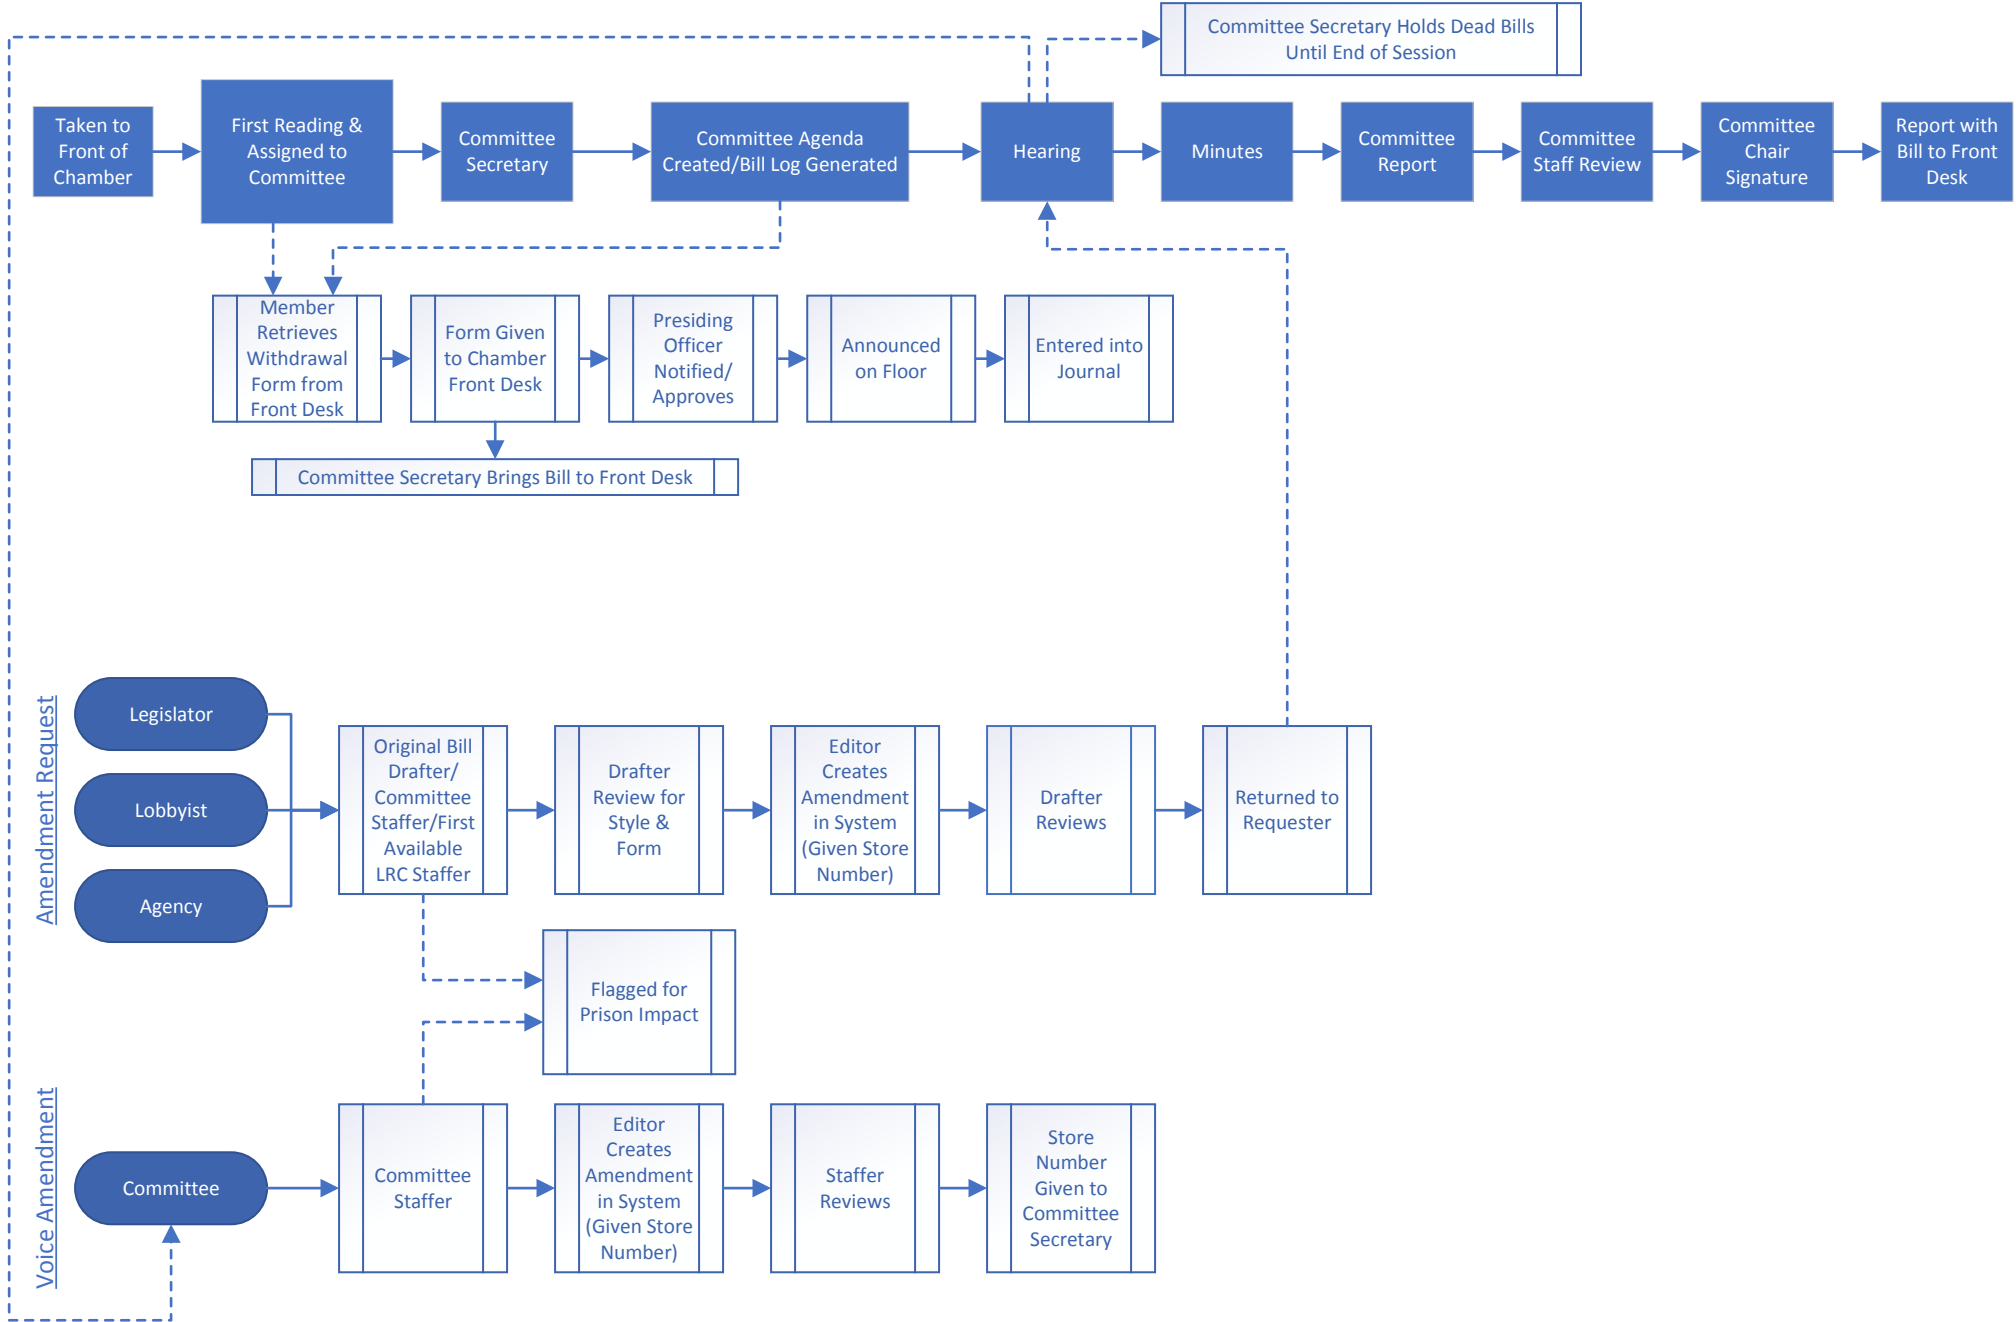 Committee Secretary Holds Dead Bills
Until End of Session
Taken to
Front of
Chamber
First Reading &
Assigned to
Committee
Committee
Secretary
Committee Agenda
Created/Bill Log Generated
Hearing
Minutes
Committee
Report
Committee
Staff Review
Committee
Chair
Signature
Report with
Bill to Front
Desk
Member
Retrieves
Withdrawal
Form from
Front Desk
Form Given
to Chamber
Front Desk
Presiding
Officer
Notified/
Approves
Announced
on Floor
Entered into
Journal
Committee Secretary Brings Bill to Front Desk
Amendment Request
Legislator
Lobbyist
Agency
Original Bill
Drafter/
Committee
Staffer/First
Available
LRC Staffer
Drafter
Review for
Style &
Form
Editor
Creates
Amendment
in System
(Given Store
Number)
Drafter
Reviews
Returned to
Requester
Flagged for
Prison Impact
Voice Amendment
Committee
Committee
Staffer
Editor
Creates
Amendment
in System
(Given Store
Number)
Staffer
Reviews
Store
Number
Given to
Committee
Secretary